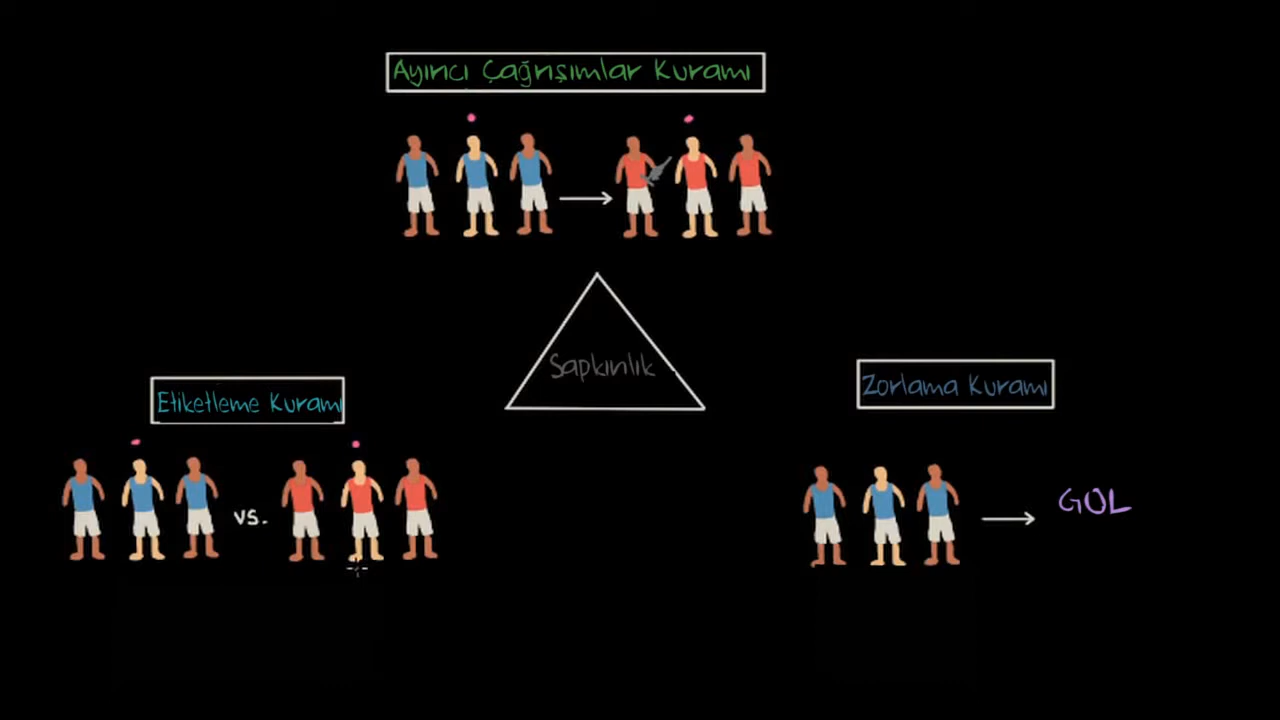 Ayırıcı Çağrışımlar Kuramı
Sapkınlık
Etiketleme Kuramı
vs.
Zorlama Kuramı
GOL